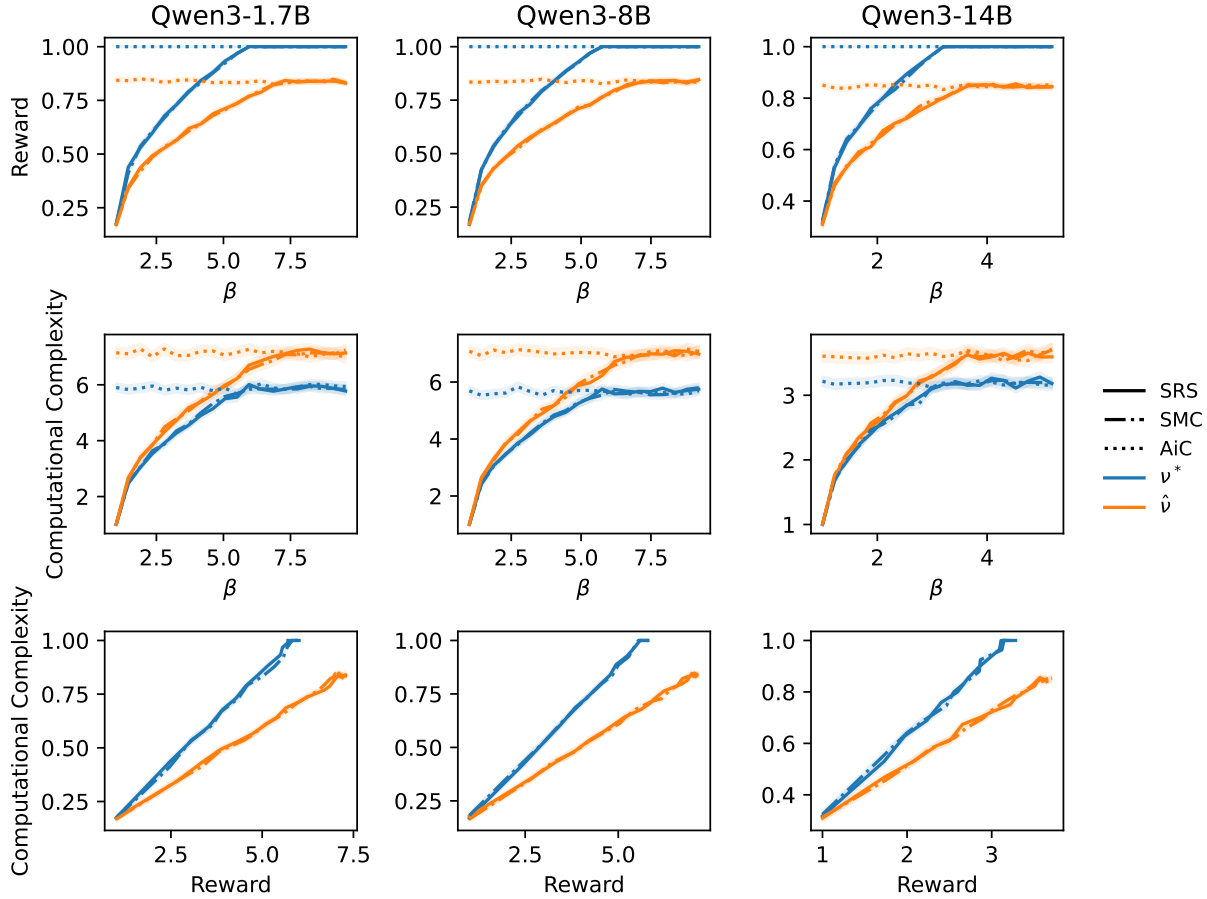 Qwen3-1.7B
Qwen3-8B
Qwen3-14B
Reward
1.00
0.75
0.50
0.25
2.5 5.0 7.5
β
1.00
0.75
0.50
0.25
2.5 5.0 7.5
β
1.0
0.8
0.6
0.4
2 4
β
Computational Complexity
6
4
2
2.5 5.0 7.5
β
6
4
2
2.5 5.0 7.5
β
3
2
1
2 4
β
SRS
SMC
AiC
ν*
ν̂
Computational Complexity
1.00
0.75
0.50
0.25
2.5 5.0 7.5
Reward
1.00
0.75
0.50
0.25
2.5 5.0
Reward
1.0
0.8
0.6
0.4
1 2 3
Reward